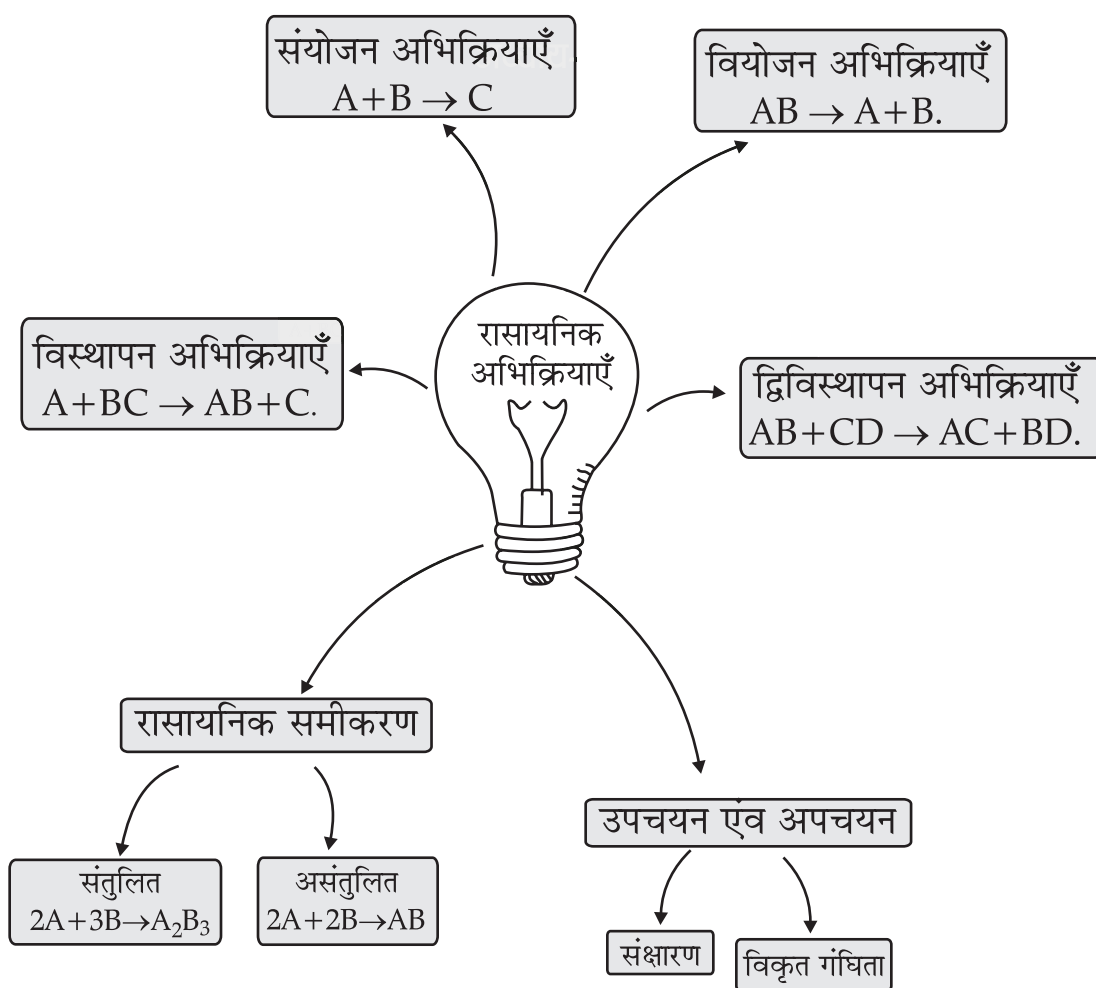 संयोजन अभिक्रियाएँ
A+B → C
वियोजन अभिक्रियाएँ
AB → A+B.
रासायनिक
अभिक्रियाएँ
विस्थापन अभिक्रियाएँ
A+BC → AB+C.
द्विविस्थापन अभिक्रियाएँ
AB+CD → AC+BD.
रासायनिक समीकरण
संतुलित
2A+3B→A₂B₃
असंतुलित
2A+2B→AB
उपचयन एंव अपचयन
संक्षारण
विकृत गंघिता